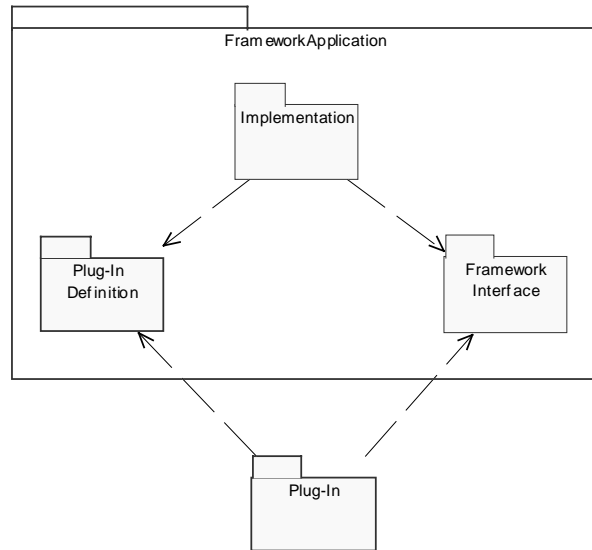 FrameworkApplication
Implementation
Plug-In
Definition
Framework
Interface
Plug-In